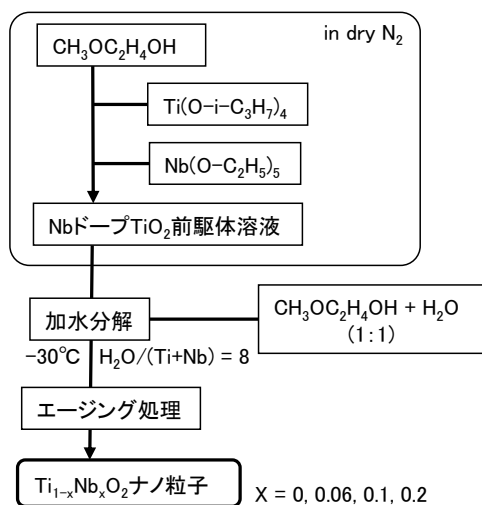 in dry N₂
CH₃OC₂H₄OH
Ti(O-i-C₃H₇)₄
Nb(O-C₂H₅)₅
NbドープTiO₂前駆体溶液
加水分解
CH₃OC₂H₄OH + H₂O
(1:1)
-30℃ H₂O/(Ti+Nb) = 8
エージング処理
Ti₁₋ₓNbₓO₂ナノ粒子
X = 0, 0.06, 0.1, 0.2